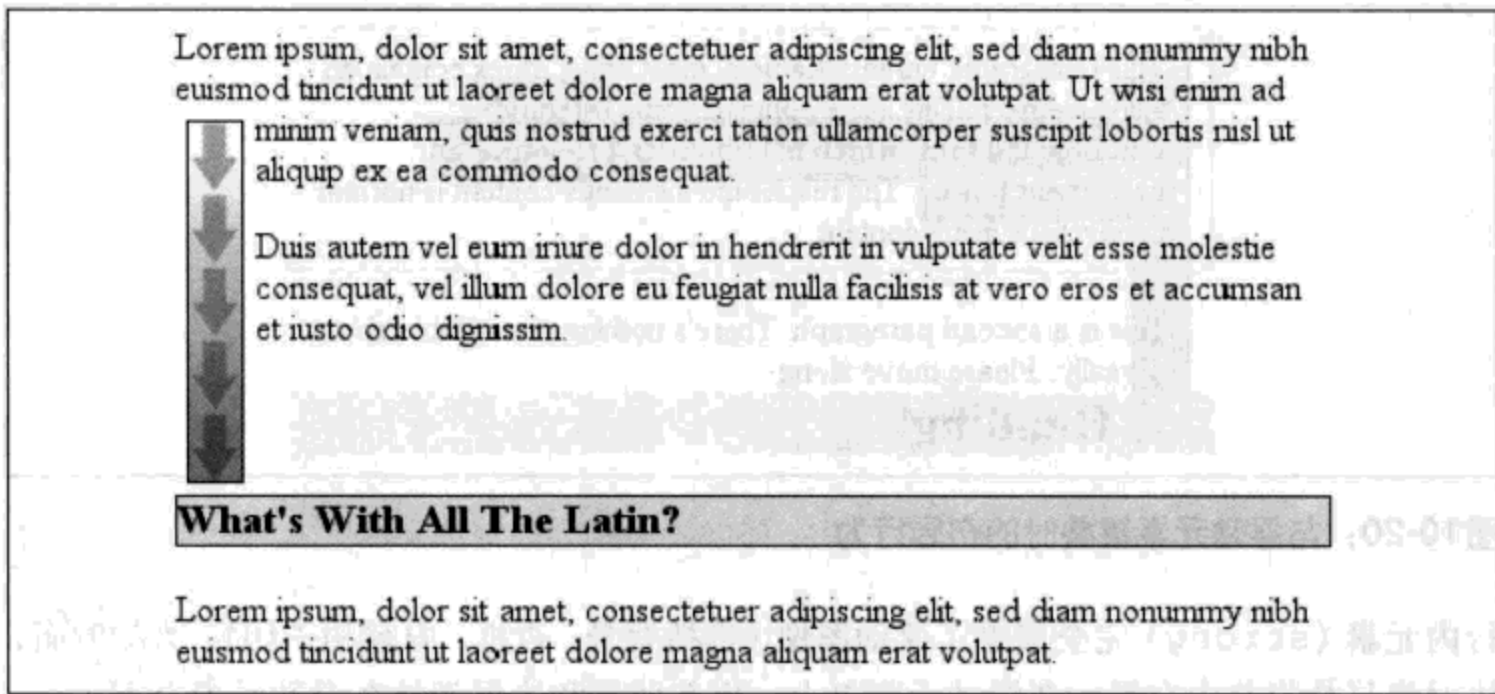 Lorem ipsum, dolor sit amet, consectetuer adipiscing elit, sed diam nonummy nibh
euismod tincidunt ut laoreet dolore magna aliquam erat volutpat. Ut wisi enim ad
minim veniam, quis nostrud exerci tation ullamcorper suscipit lobortis nisl ut
aliquip ex ea commodo consequat.
Duis autem vel eum iriure dolor in hendrerit in vulputate velit esse molestie
consequat, vel illum dolore eu feugiat nulla facilisis at vero eros et accumsan
et iusto odio dignissim.
What's With All The Latin?
Lorem ipsum, dolor sit amet, consectetuer adipiscing elit, sed diam nonummy nibh
euismod tincidunt ut laoreet dolore magna aliquam erat volutpat.